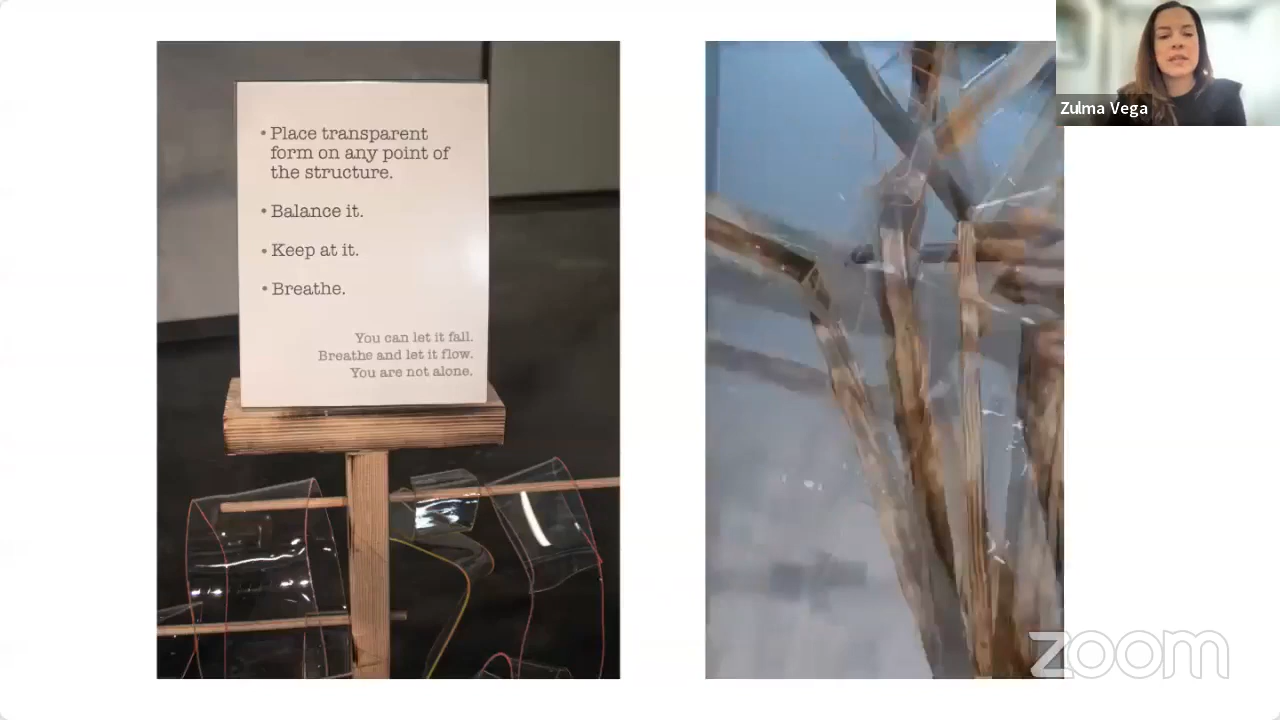 • Place transparent
form on any point of
the structure.
• Balance it.
• Keep at it.
• Breathe.
You can let it fall.
Breathe and let it flow.
You are not alone.
Zulma Vega
zoom